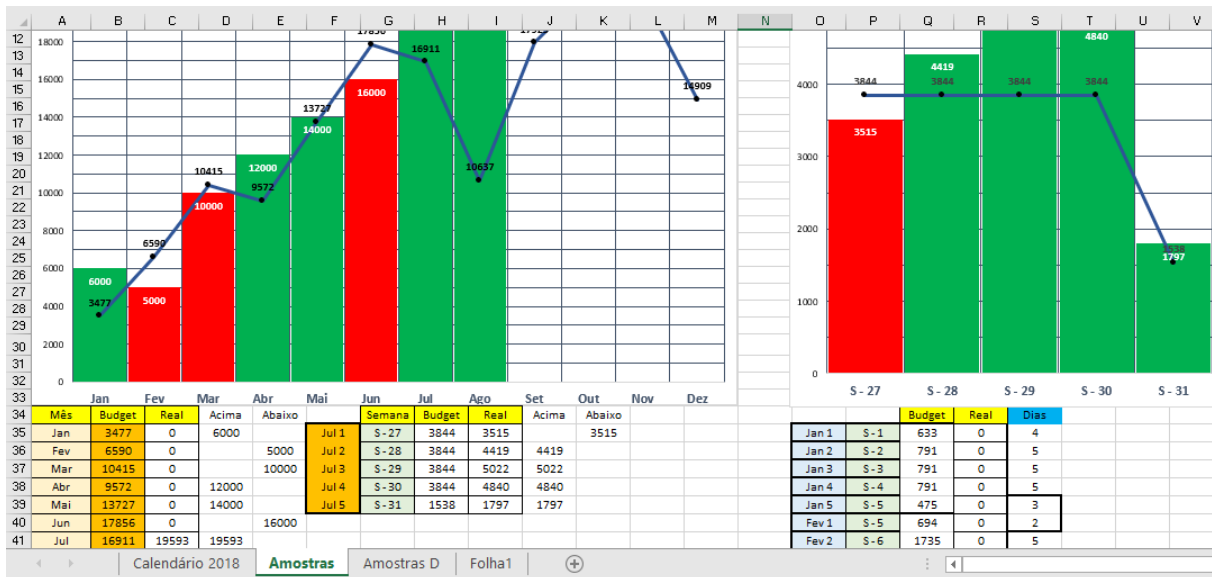 A B C D E F G H I J K L M N O P Q R S T U V
12 18000 17856
13 16911 4840
14 16000 4419
15 16000 14909 4000 3844 3844 3844 3844
16 13727
17 14000 3515
18 14000
19 12000 3000
20 10415 12000 10637
21 10000 9572
22 10000
23 2000
24 8000 6590
25 1538
26 6000 1797
27 6000
28 4000 3477 5000 1000
29
30 2000
31
32 0 0
33 Jan Fev Mar Abr Mai Jun Jul Ago Set Out Nov Dez S - 27 S - 28 S - 29 S - 30 S - 31
34 Mês Budget Real Acima Abaixo Semana Budget Real Acima Abaixo Budget Real Dias
35 Jan 3477 0 6000 Jul 1 S - 27 3844 3515 3515 Jan 1 S - 1 633 0 4
36 Fev 6590 0 5000 Jul 2 S - 28 3844 4419 4419 Jan 2 S - 2 791 0 5
37 Mar 10415 0 10000 Jul 3 S - 29 3844 5022 5022 Jan 3 S - 3 791 0 5
38 Abr 9572 0 12000 Jul 4 S - 30 3844 4840 4840 Jan 4 S - 4 791 0 5
39 Mai 13727 0 14000 Jul 5 S - 31 1538 1797 1797 Jan 5 S - 5 475 0 3
40 Jun 17856 0 16000 Fev 1 S - 5 694 0 2
41 Jul 16911 19593 19593 Fev 2 S - 6 1735 0 5
Calendário 2018 Amostras Amostras D Folha1